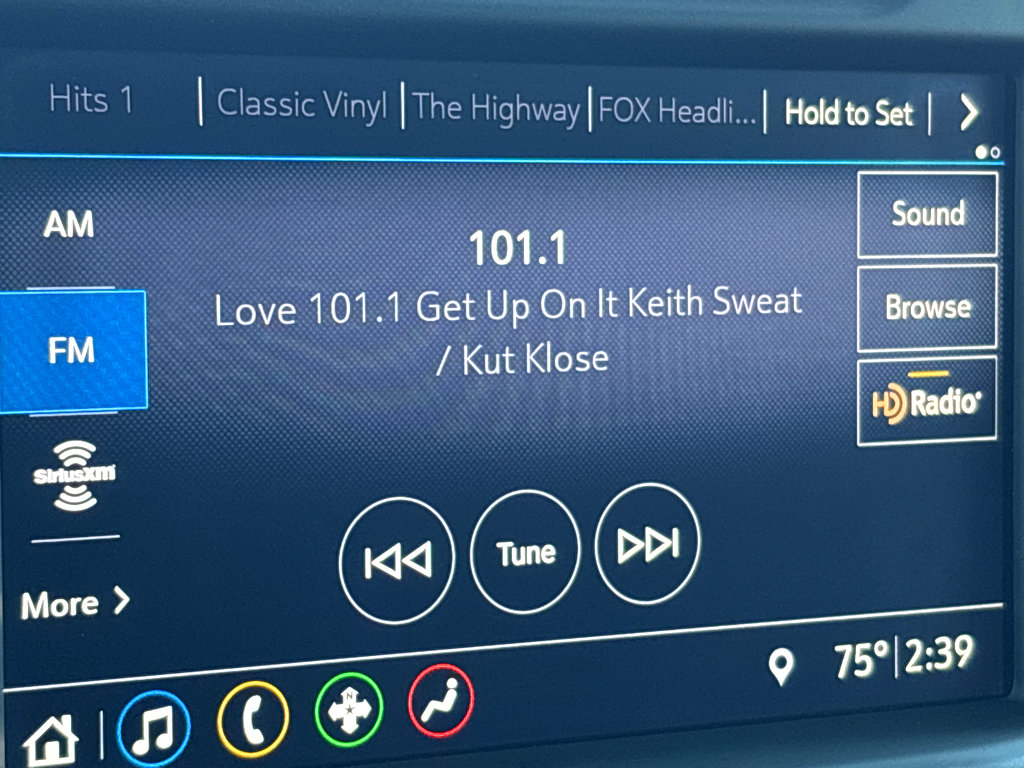 Hits 1 | Classic Vinyl | The Highway | FOX Headli... | Hold to Set |
AM
Sound
101.1
Love 101.1 Get Up On It Keith Sweat
/ Kut Klose
Browse
FM
HD Radio
SiriusXM
Tune
More
75° | 2:39
N